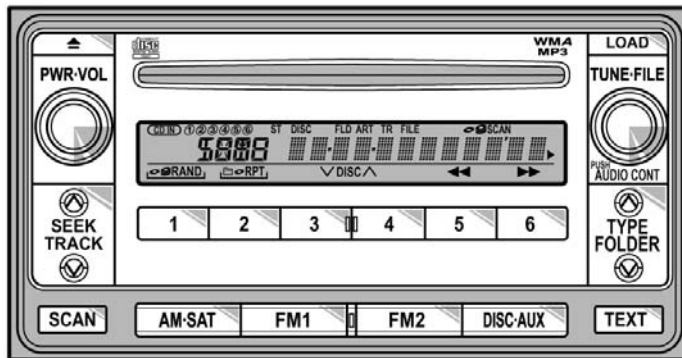 disc
WMA
MP3
LOAD
PWR·VOL
TUNE·FILE
CD IN 1 2 3 4 5 6 ST DISC FLD ART TR FILE SCAN
RAND RPT DISC
PUSH
AUDIO CONT
SEEK
TRACK
1 2 3 4 5 6
TYPE
FOLDER
SCAN
AM·SAT FM1 FM2 DISC·AUX
TEXT